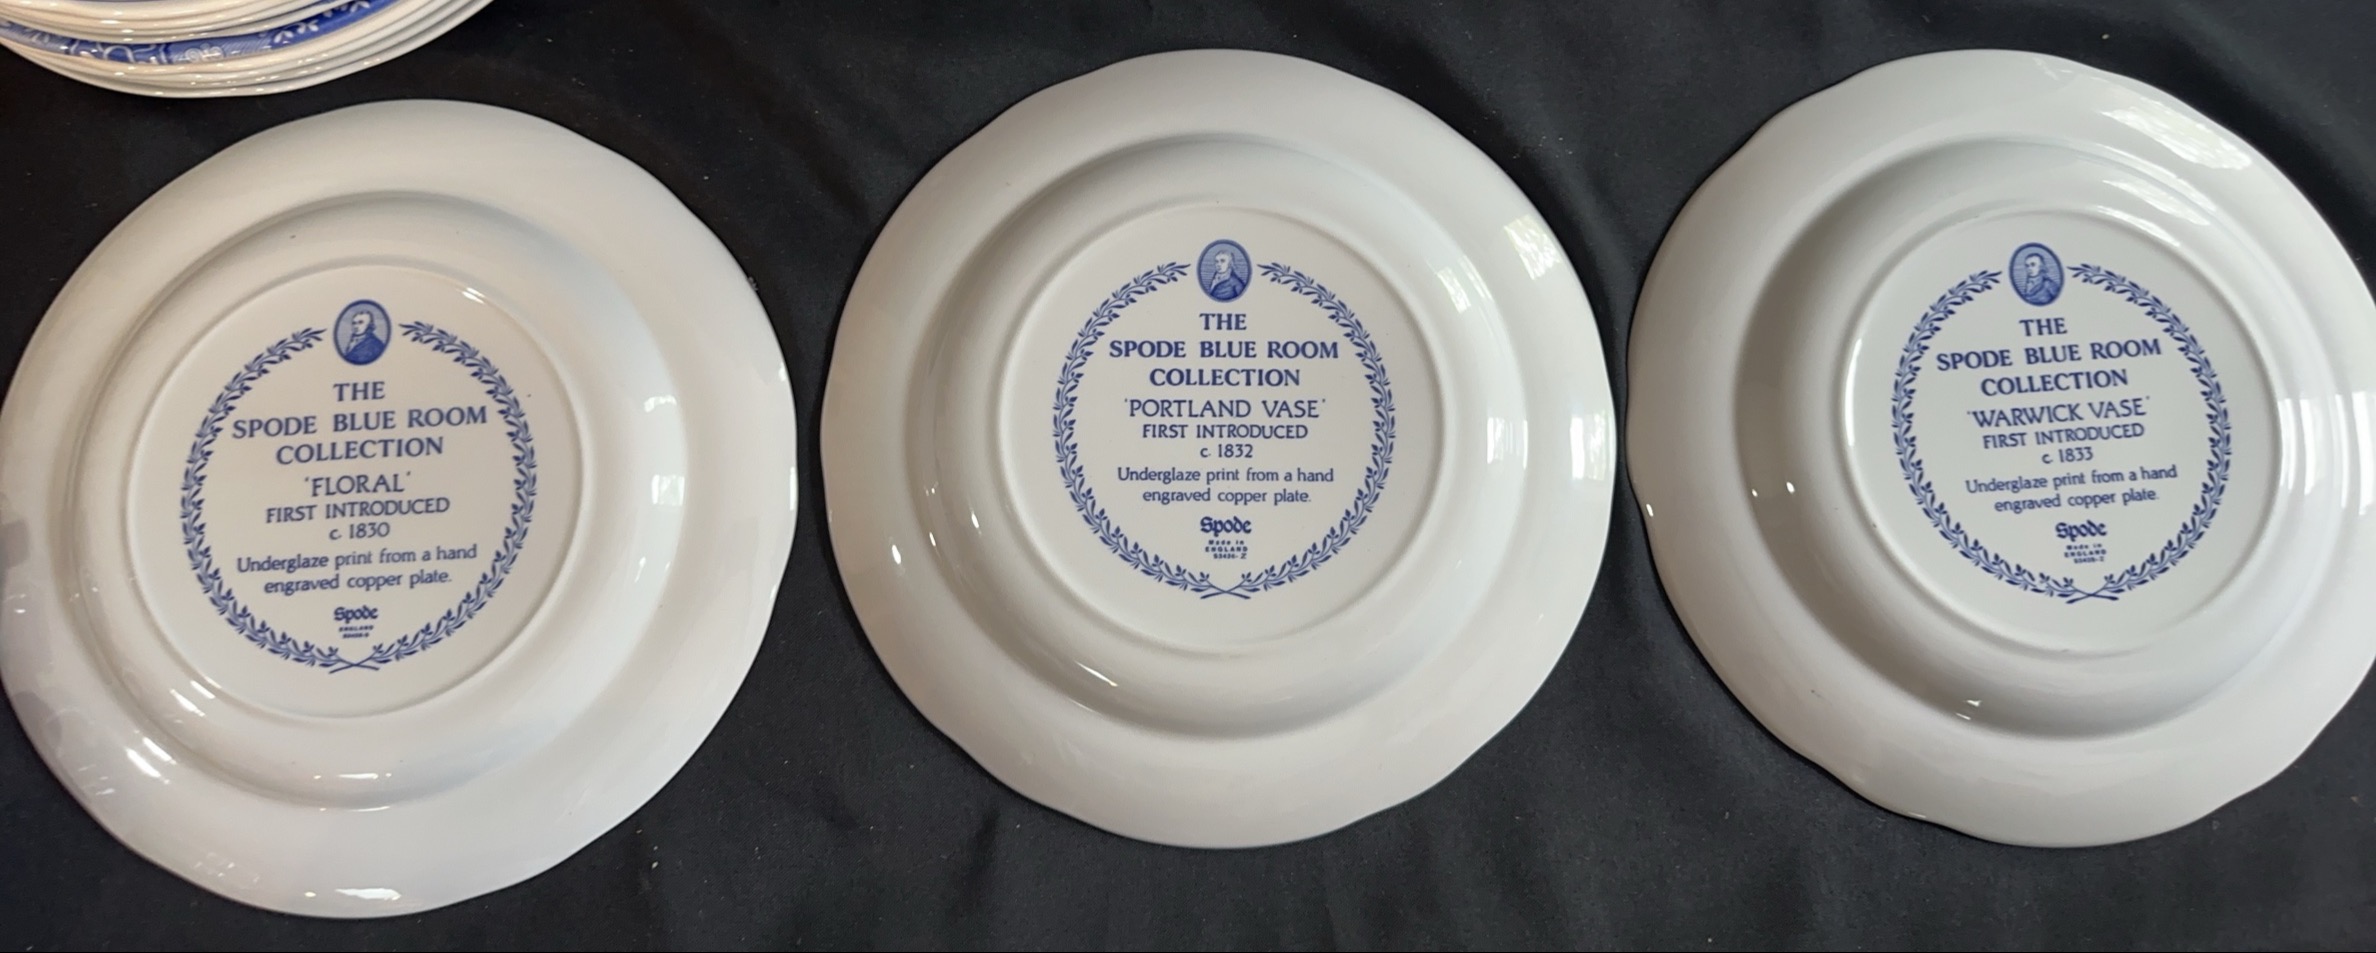 THE
SPODE BLUE ROOM
COLLECTION
'FLORAL'
FIRST INTRODUCED
c. 1830
Underglaze print from a hand
engraved copper plate.
Spode
ENGLAND
THE
SPODE BLUE ROOM
COLLECTION
'PORTLAND VASE'
FIRST INTRODUCED
c. 1832
Underglaze print from a hand
engraved copper plate.
Spode
Made in
ENGLAND
THE
SPODE BLUE ROOM
COLLECTION
'WARWICK VASE'
FIRST INTRODUCED
c. 1833
Underglaze print from a hand
engraved copper plate.
Spode
Made in
ENGLAND